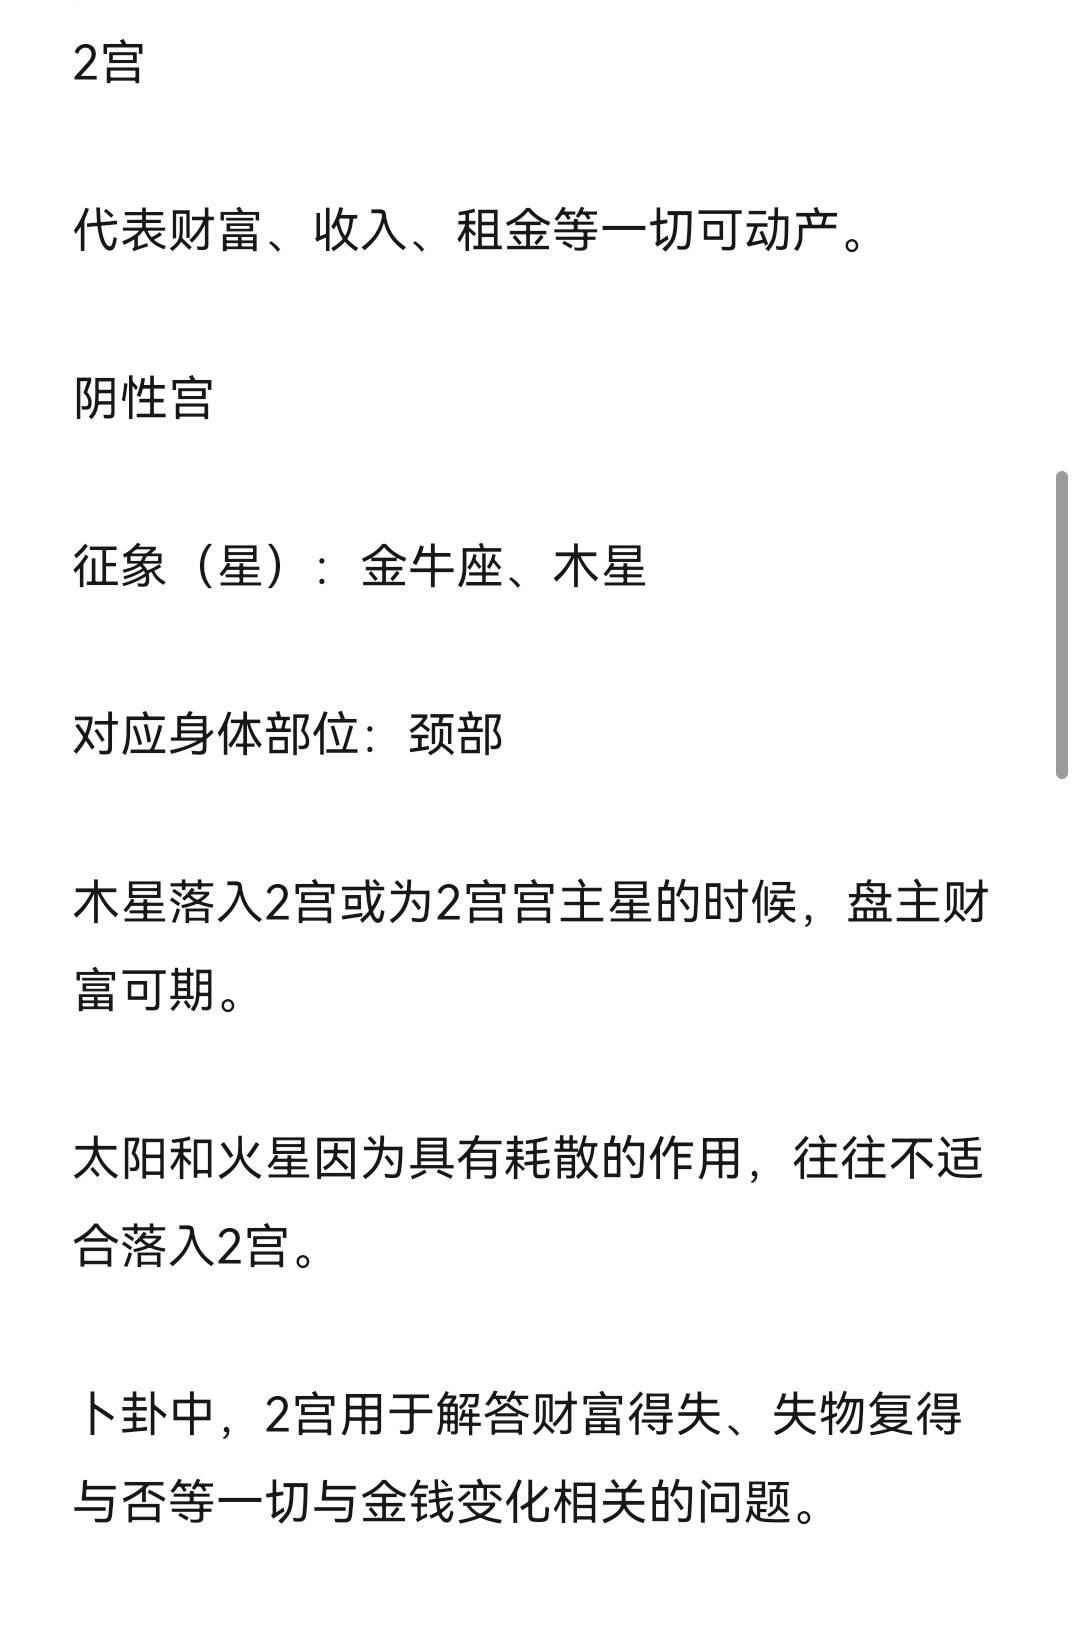 2宫
代表财富、收入、租金等一切可动产。
阴性宫
征象（星）：金牛座、木星
对应身体部位：颈部
木星落入2宫或为2宫宫主星的时候，盘主财
富可期。
太阳和火星因为具有耗散的作用，往往不适
合落入2宫。
卜卦中，2宫用于解答财富得失、失物复得
与否等一切与金钱变化相关的问题。